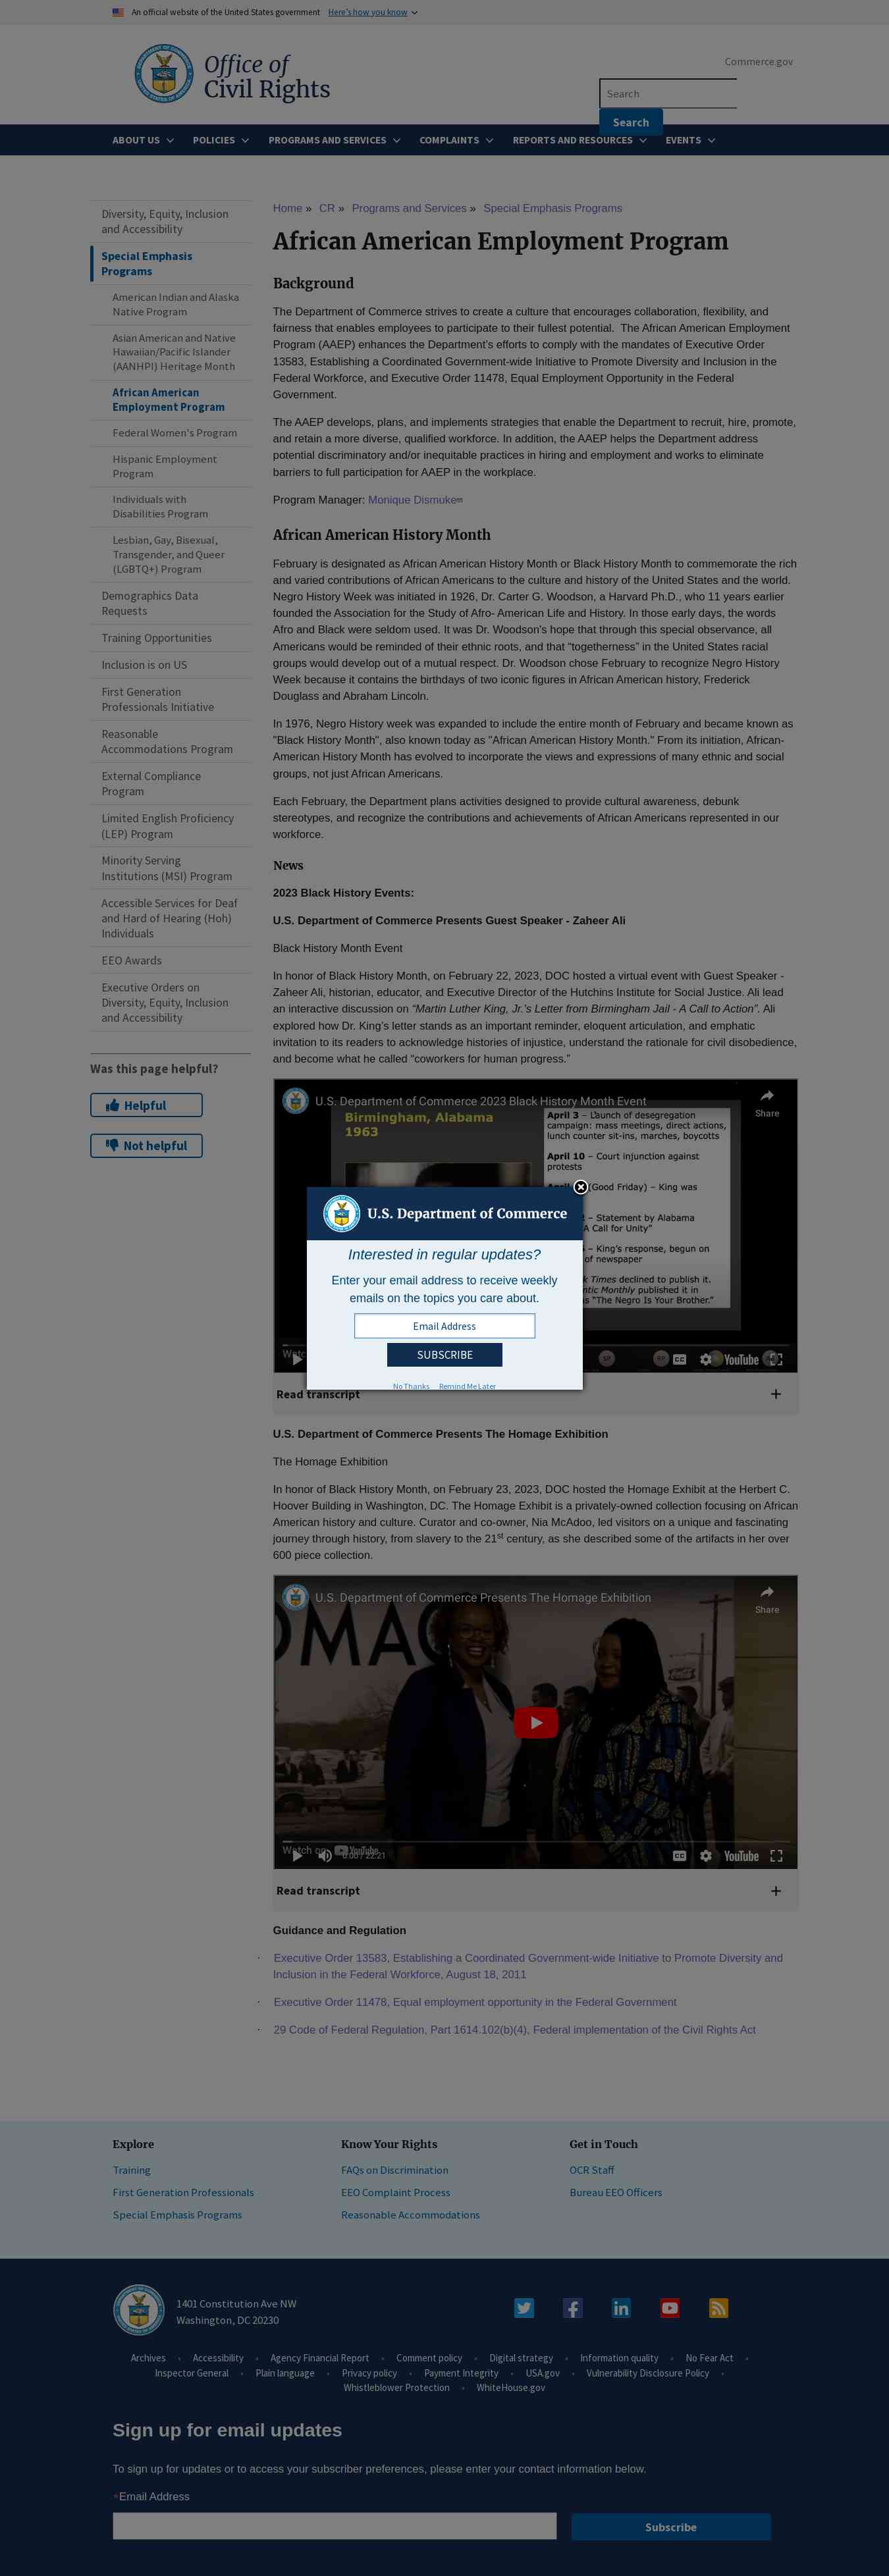 An official website of the United States government Here's how you know
Office of
Civil Rights
Commerce.gov
Search
Search
ABOUT US POLICIES PROGRAMS AND SERVICES COMPLAINTS REPORTS AND RESOURCES EVENTS
Diversity, Equity, Inclusion
and Accessibility
Special Emphasis
Programs
American Indian and Alaska
Native Program
Asian American and Native
Hawaiian/Pacific Islander
(AANHPI) Heritage Month
African American
Employment Program
Federal Women's Program
Hispanic Employment
Program
Individuals with
Disabilities Program
Lesbian, Gay, Bisexual,
Transgender, and Queer
(LGBTQ+) Program
Demographics Data
Requests
Training Opportunities
Inclusion is on US
First Generation
Professionals Initiative
Reasonable
Accommodations Program
External Compliance
Program
Limited English Proficiency
(LEP) Program
Minority Serving
Institutions (MSI) Program
Accessible Services for Deaf
and Hard of Hearing (Hoh)
Individuals
EEO Awards
Executive Orders on
Diversity, Equity, Inclusion
and Accessibility
Was this page helpful?
Helpful
Not helpful
Home » CR » Programs and Services » Special Emphasis Programs
African American Employment Program
Background
The Department of Commerce strives to create a culture that encourages collaboration, flexibility, and
fairness that enables employees to participate to their fullest potential. The African American Employment
Program (AAEP) enhances the Department's efforts to comply with the mandates of Executive Order
13583, Establishing a Coordinated Government-wide Initiative to Promote Diversity and Inclusion in the
Federal Workforce, and Executive Order 11478, Equal Employment Opportunity in the Federal
Government.
The AAEP develops, plans, and implements strategies that enable the Department to recruit, hire, promote,
and retain a more diverse, qualified workforce. In addition, the AAEP helps the Department address
potential discriminatory and/or inequitable practices in hiring and employment and works to eliminate
barriers to full participation for AAEP in the workplace.
Program Manager: Monique Dismuke
African American History Month
February is designated as African American History Month or Black History Month to commemorate the rich
and varied contributions of African Americans to the culture and history of the United States and the world.
Negro History Week was initiated in 1926, Dr. Carter G. Woodson, a Harvard Ph.D., who 11 years earlier
founded the Association for the Study of Afro- American Life and History. In those early days, the words
Afro and Black were seldom used. It was Dr. Woodson's hope that through this special observance, all
Americans would be reminded of their ethnic roots, and that “togetherness” in the United States racial
groups would develop out of a mutual respect. Dr. Woodson chose February to recognize Negro History
Week because it contains the birthdays of two iconic figures in African American history, Frederick
Douglass and Abraham Lincoln.
In 1976, Negro History week was expanded to include the entire month of February and became known as
"Black History Month", also known today as "African American History Month." From its initiation, African-
American History Month has evolved to incorporate the views and expressions of many ethnic and social
groups, not just African Americans.
Each February, the Department plans activities designed to provide cultural awareness, debunk
stereotypes, and recognize the contributions and achievements of African Americans represented in our
workforce.
News
2023 Black History Events:
U.S. Department of Commerce Presents Guest Speaker - Zaheer Ali
Black History Month Event
In honor of Black History Month, on February 22, 2023, DOC hosted a virtual event with Guest Speaker -
Zaheer Ali, historian, educator, and Executive Director of the Hutchins Institute for Social Justice. Ali lead
an interactive discussion on “Martin Luther King, Jr.'s Letter from Birmingham Jail - A Call to Action”. Ali
explored how Dr. King's letter stands as an important reminder, eloquent articulation, and emphatic
invitation to its readers to acknowledge histories of injustice, understand the rationale for civil disobedience,
and become what he called “coworkers for human progress.”
U.S. Department of Commerce 2023 Black History Month Event
Share
Birmingham, Alabama
1963
April 3 – Start of desegregation
campaign: mass meetings, direct actions,
lunch counter sit-ins, marches, boycotts
April 10 – Court injunction against
protests
(Good Friday) – King was
– Statement by Alabama
A Call for Unity”
– King's response, begun on
of newspaper
Times declined to publish it.
Monthly published it in
“The Negro Is Your Brother.”
YouTube
U.S. Department of Commerce
Interested in regular updates?
Enter your email address to receive weekly
emails on the topics you care about.
Email Address
SUBSCRIBE
No Thanks Remind Me Later
Read transcript
U.S. Department of Commerce Presents The Homage Exhibition
The Homage Exhibition
In honor of Black History Month, on February 23, 2023, DOC hosted the Homage Exhibit at the Herbert C.
Hoover Building in Washington, DC. The Homage Exhibit is a privately-owned collection focusing on African
American history and culture. Curator and co-owner, Nia McAdoo, led visitors on a unique and fascinating
journey through history, from slavery to the 21st century, as she described some of the artifacts in her over
600 piece collection.
U.S. Department of Commerce Presents The Homage Exhibition
Share
OMAG
Watch on YouTube
0:00 / 22:21
YouTube
Read transcript
Guidance and Regulation
· Executive Order 13583, Establishing a Coordinated Government-wide Initiative to Promote Diversity and
Inclusion in the Federal Workforce, August 18, 2011
· Executive Order 11478, Equal employment opportunity in the Federal Government
· 29 Code of Federal Regulation, Part 1614.102(b)(4), Federal implementation of the Civil Rights Act
Explore
Training
First Generation Professionals
Special Emphasis Programs
Know Your Rights
FAQs on Discrimination
EEO Complaint Process
Reasonable Accommodations
Get in Touch
OCR Staff
Bureau EEO Officers
1401 Constitution Ave NW
Washington, DC 20230
Archives • Accessibility • Agency Financial Report • Comment policy • Digital strategy • Information quality • No Fear Act •
Inspector General • Plain language • Privacy policy • Payment Integrity • USA.gov • Vulnerability Disclosure Policy •
Whistleblower Protection • WhiteHouse.gov
Sign up for email updates
To sign up for updates or to access your subscriber preferences, please enter your contact information below.
*Email Address
Subscribe